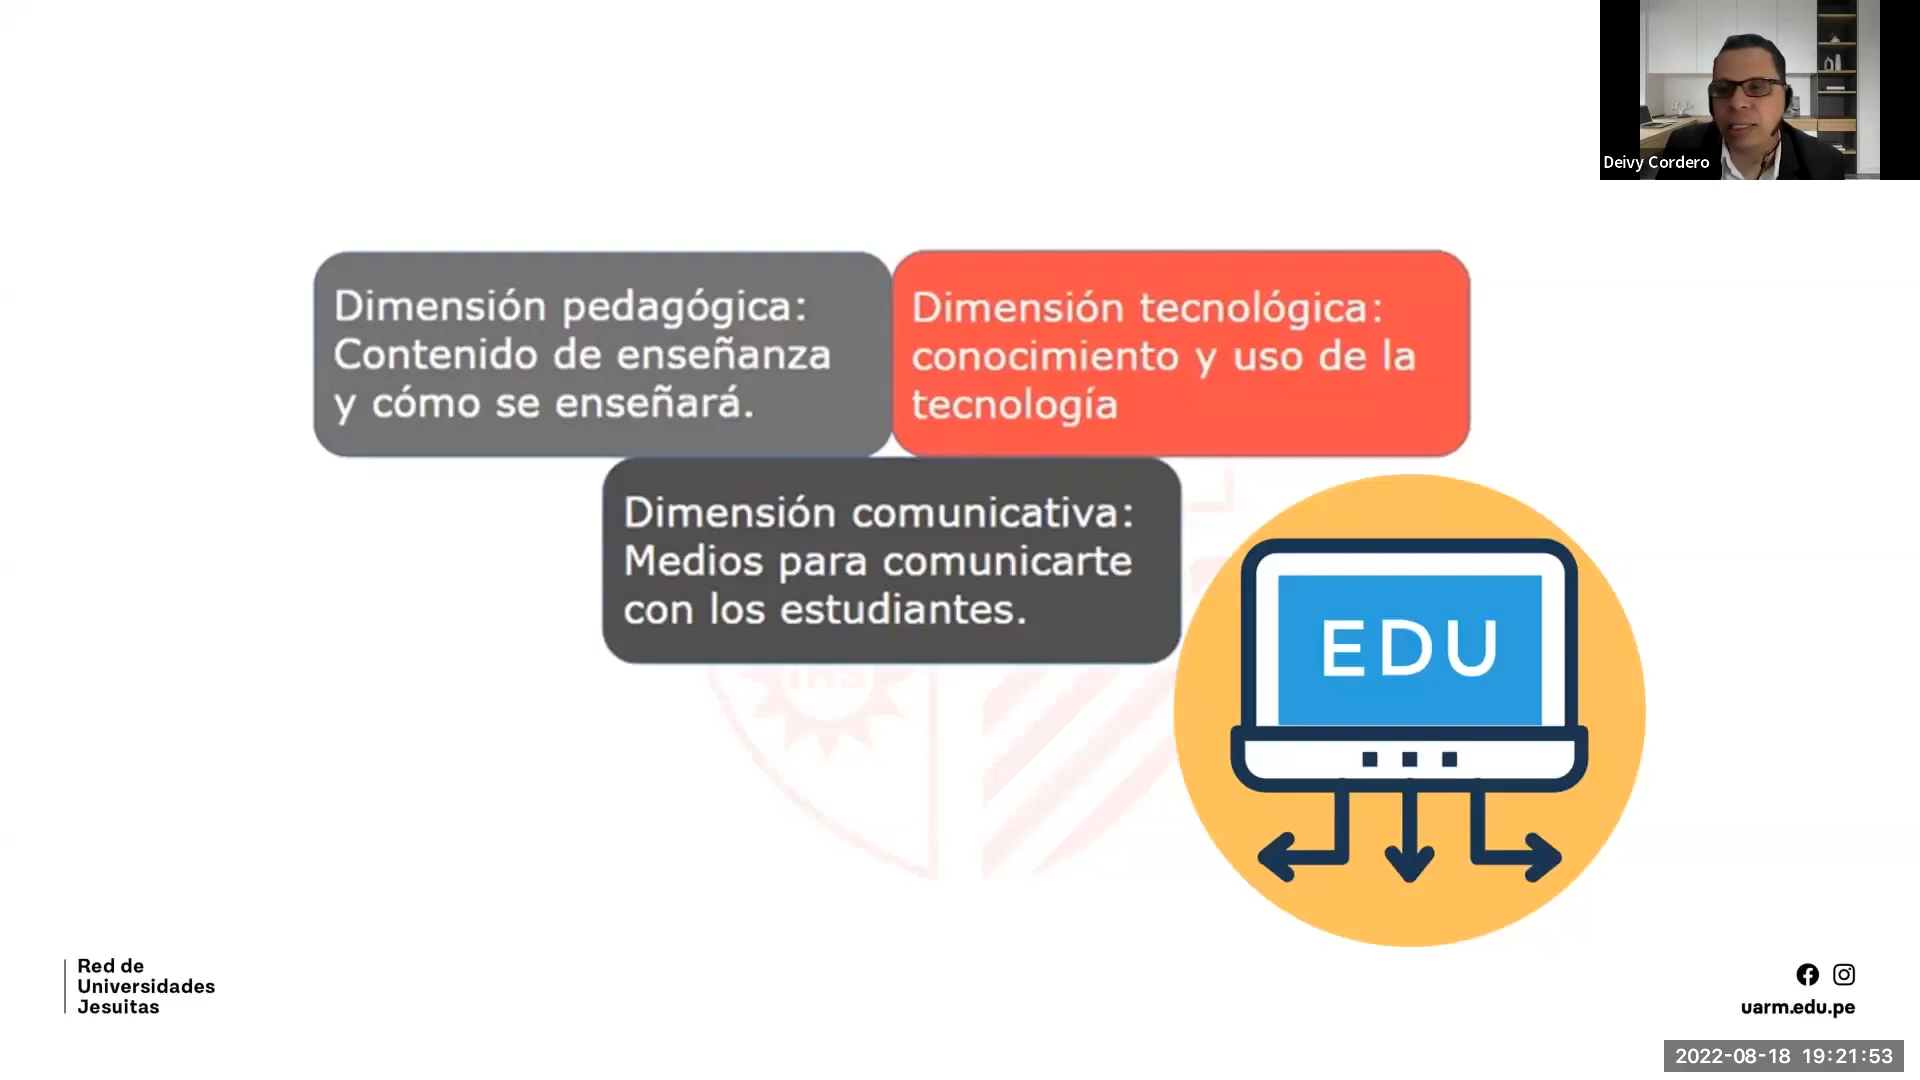 Deivy Cordero
Dimensión pedagógica:
Contenido de enseñanza
y cómo se enseñará.
Dimensión tecnológica:
conocimiento y uso de la
tecnología
Dimensión comunicativa:
Medios para comunicarte
con los estudiantes.
IHS
EDU
Red de
Universidades
Jesuitas
uarm.edu.pe
2022-08-18 19:21:53